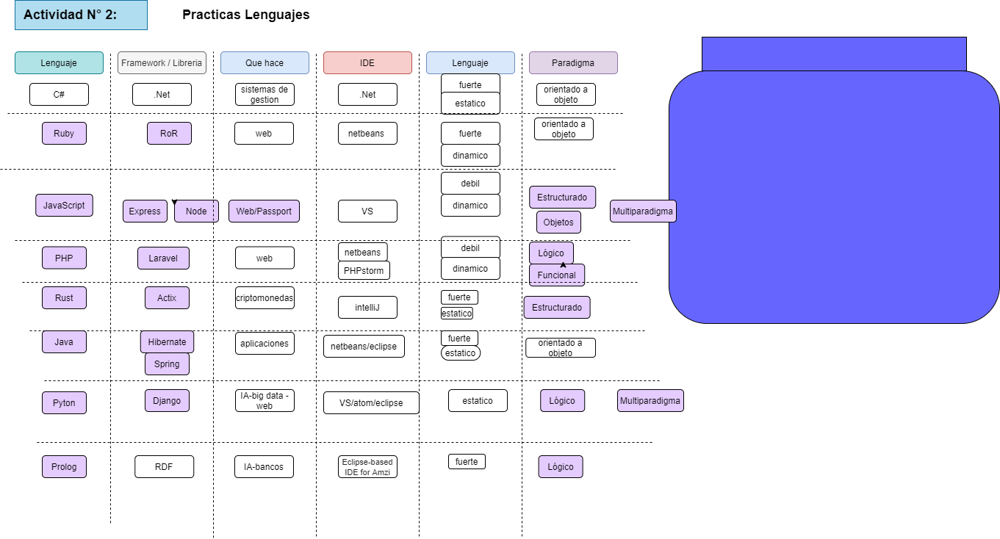 Actividad N° 2:
Practicas Lenguajes
Lenguaje
Framework / Libreria
Que hace
IDE
Lenguaje
Paradigma
C#
.Net
sistemas de
gestion
.Net
fuerte
estatico
orientado a
objeto
Ruby
RoR
web
netbeans
fuerte
dinamico
orientado a
objeto
JavaScript
Express
Node
Web/Passport
VS
debil
dinamico
Estructurado
Objetos
Multiparadigma
PHP
Laravel
web
netbeans
PHPstorm
debil
dinamico
Lógico
Funcional
Rust
Actix
criptomonedas
intelliJ
fuerte
estatico
Estructurado
Java
Hibernate
Spring
aplicaciones
netbeans/eclipse
fuerte
estatico
orientado a
objeto
Pyton
Django
IA-big data -
web
VS/atom/eclipse
estatico
Lógico
Multiparadigma
Prolog
RDF
IA-bancos
Eclipse-based
IDE for Amzi
fuerte
Lógico